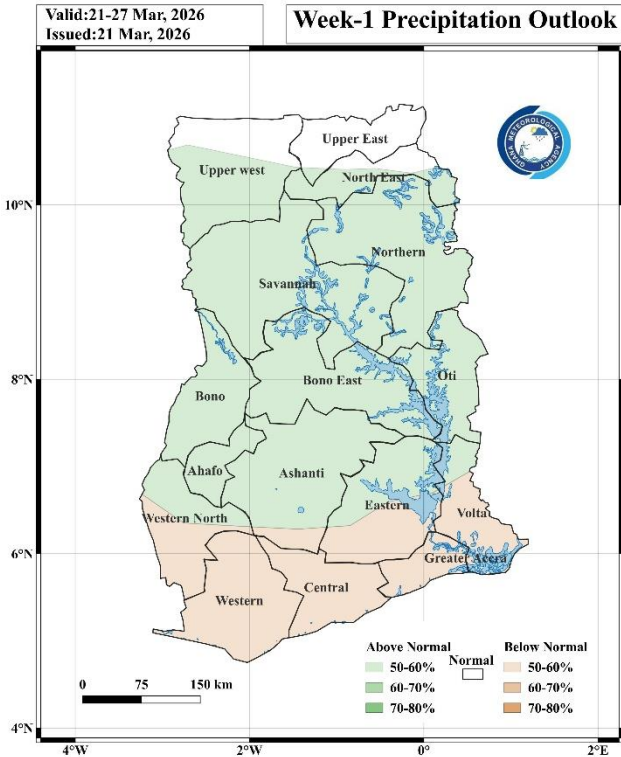 Valid:21-27 Mar, 2026
Issued:21 Mar, 2026
Week-1 Precipitation Outlook
GHANA METEOROLOGICAL AGENCY
Upper East
Upper west
North East
10°N
Northern
Savannah
8°N
Bono East
Oti
Bono
Ahafo
Ashanti
Western North
Eastern
Volta
6°N
Greater Accra
Western
Central
Above Normal
Normal
Below Normal
50-60%
50-60%
60-70%
60-70%
70-80%
70-80%
0 75 150 km
4°N
4°W 2°W 0° 2°E